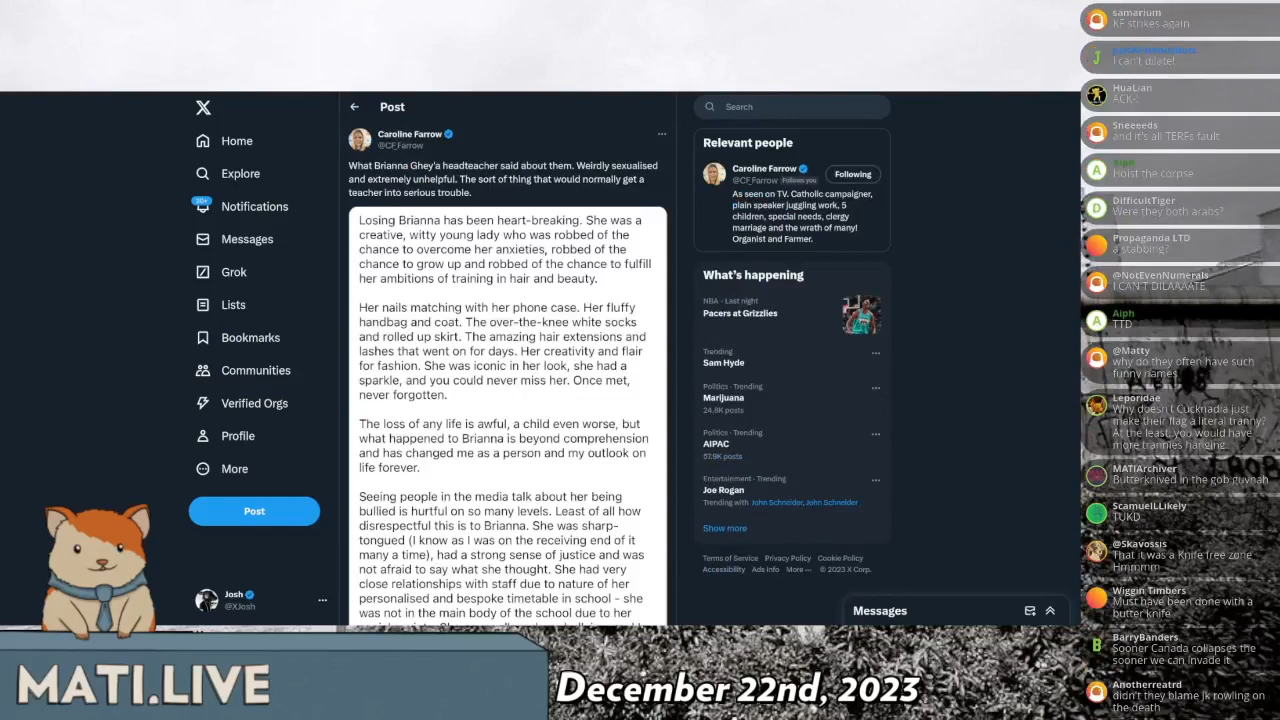 Post
Search
Home
Explore
20+
Notifications
Messages
Grok
Lists
Bookmarks
Communities
Verified Orgs
Profile
More
Post
Josh
@XJosh
Caroline Farrow
@CF_Farrow
What Brianna Ghey'a headteacher said about them. Weirdly sexualised
and extremely unhelpful. The sort of thing that would normally get a
teacher into serious trouble.
Losing Brianna has been heart-breaking. She was a
creative, witty young lady who was robbed of the
chance to overcome her anxieties, robbed of the
chance to grow up and robbed of the chance to fulfill
her ambitions of training in hair and beauty.
Her nails matching with her phone case. Her fluffy
handbag and coat. The over-the-knee white socks
and rolled up skirt. The amazing hair extensions and
lashes that went on for days. Her creativity and flair
for fashion. She was iconic in her look, she had a
sparkle, and you could never miss her. Once met,
never forgotten.
The loss of any life is awful, a child even worse, but
what happened to Brianna is beyond comprehension
and has changed me as a person and my outlook on
life forever.
Seeing people in the media talk about her being
bullied is hurtful on so many levels. Least of all how
disrespectful this is to Brianna. She was sharp-
tongued (I know as I was on the receiving end of it
many a time), had a strong sense of justice and was
not afraid to say what she thought. She had very
close relationships with staff due to nature of her
personalised and bespoke timetable in school - she
was not in the main body of the school due to her
Relevant people
Caroline Farrow
@CF_Farrow Follows you
Following
As seen on TV. Catholic campaigner,
plain speaker juggling work, 5
children, special needs, clergy
marriage and the wrath of many!
Organist and Farmer.
What's happening
NBA · Last night
Pacers at Grizzlies
Trending
Sam Hyde
Politics · Trending
Marijuana
24.8K posts
Politics · Trending
AIPAC
57.9K posts
Entertainment · Trending
Joe Rogan
Trending with John Schneider, John Schneider
Show more
Terms of Service Privacy Policy Cookie Policy
Accessibility Ads info More ··· © 2023 X Corp.
Messages
samarium
KF strikes again
J
I can't dilate!
HuaLian
ACK-!
Sneeeeds
and it's all TERFs fault
A
Aiph
Hoist the corpse
D
DifficultTiger
Were they both arabs?
Propaganda LTD
a stabbing?
@NotEvenNumerals
I CAN'T DILAAAATE
A
Aiph
TTD
@Matty
why do they often have such
funny names
Leporidae
Why doesn't Cucknadia just
make their flag a literal tranny?
At the least, you would have
more trannies hanging.
MATIArchiver
Butterknived in the gob guvnah
ScamuelLLikely
TUKD
@Skavossis
That it was a Knife free zone
Hmmmm
Wiggin Timbers
Must have been done with a
butter knife
B
BarryBanders
Sooner Canada collapses the
sooner we can invade it
Anotherreatrd
didn't they blame jk rowling on
the death
MATI.LIVE
December 22nd, 2023